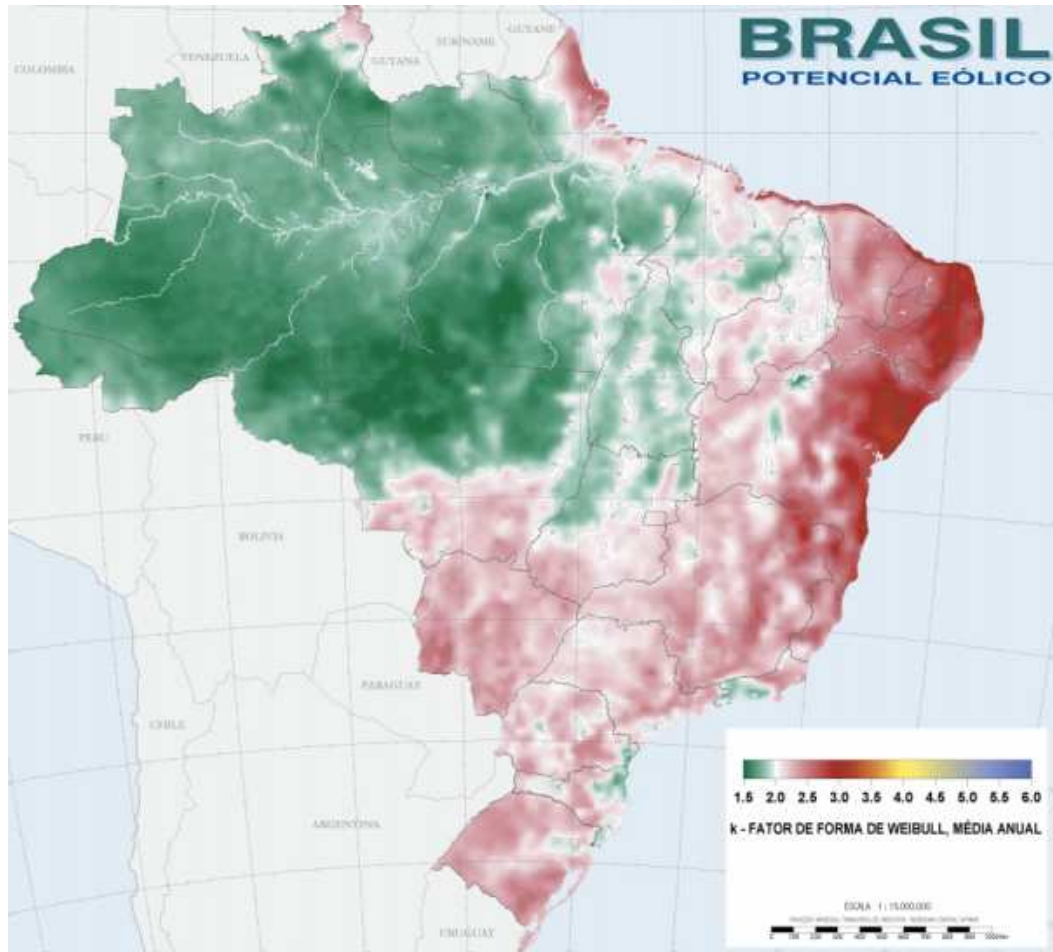 BRASIL
POTENCIAL EÓLICO
COLOMBIA
VENEZUELA
SURINAME
GUYANE
GUYANA
PERU
BOLIVIA
PARAGUAY
CHILE
ARGENTINA
URUGUAY
1.5 2.0 2.5 3.0 3.5 4.0 4.5 5.0 6.0
k - FATOR DE FORMA DE WEIBULL, MÉDIA ANUAL
ESCALA 1 : 15.000.000